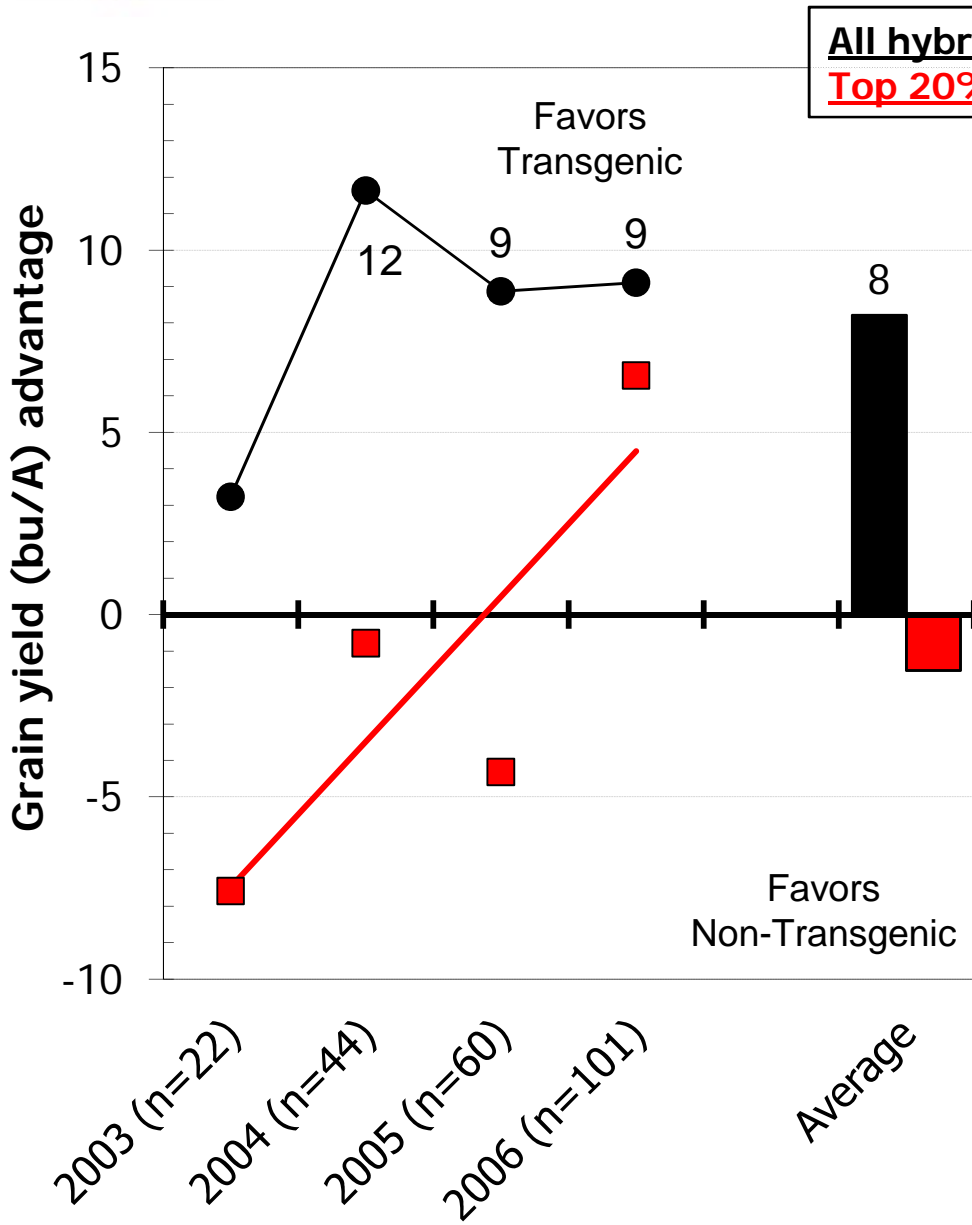 All hybr
Top 20%
15
Favors
Transgenic
10
12
9
9
8
5
0
-5
Favors
Non-Transgenic
-10
Grain yield (bu/A) advantage
2003 (n=22)
2004 (n=44)
2005 (n=60)
2006 (n=101)
Average